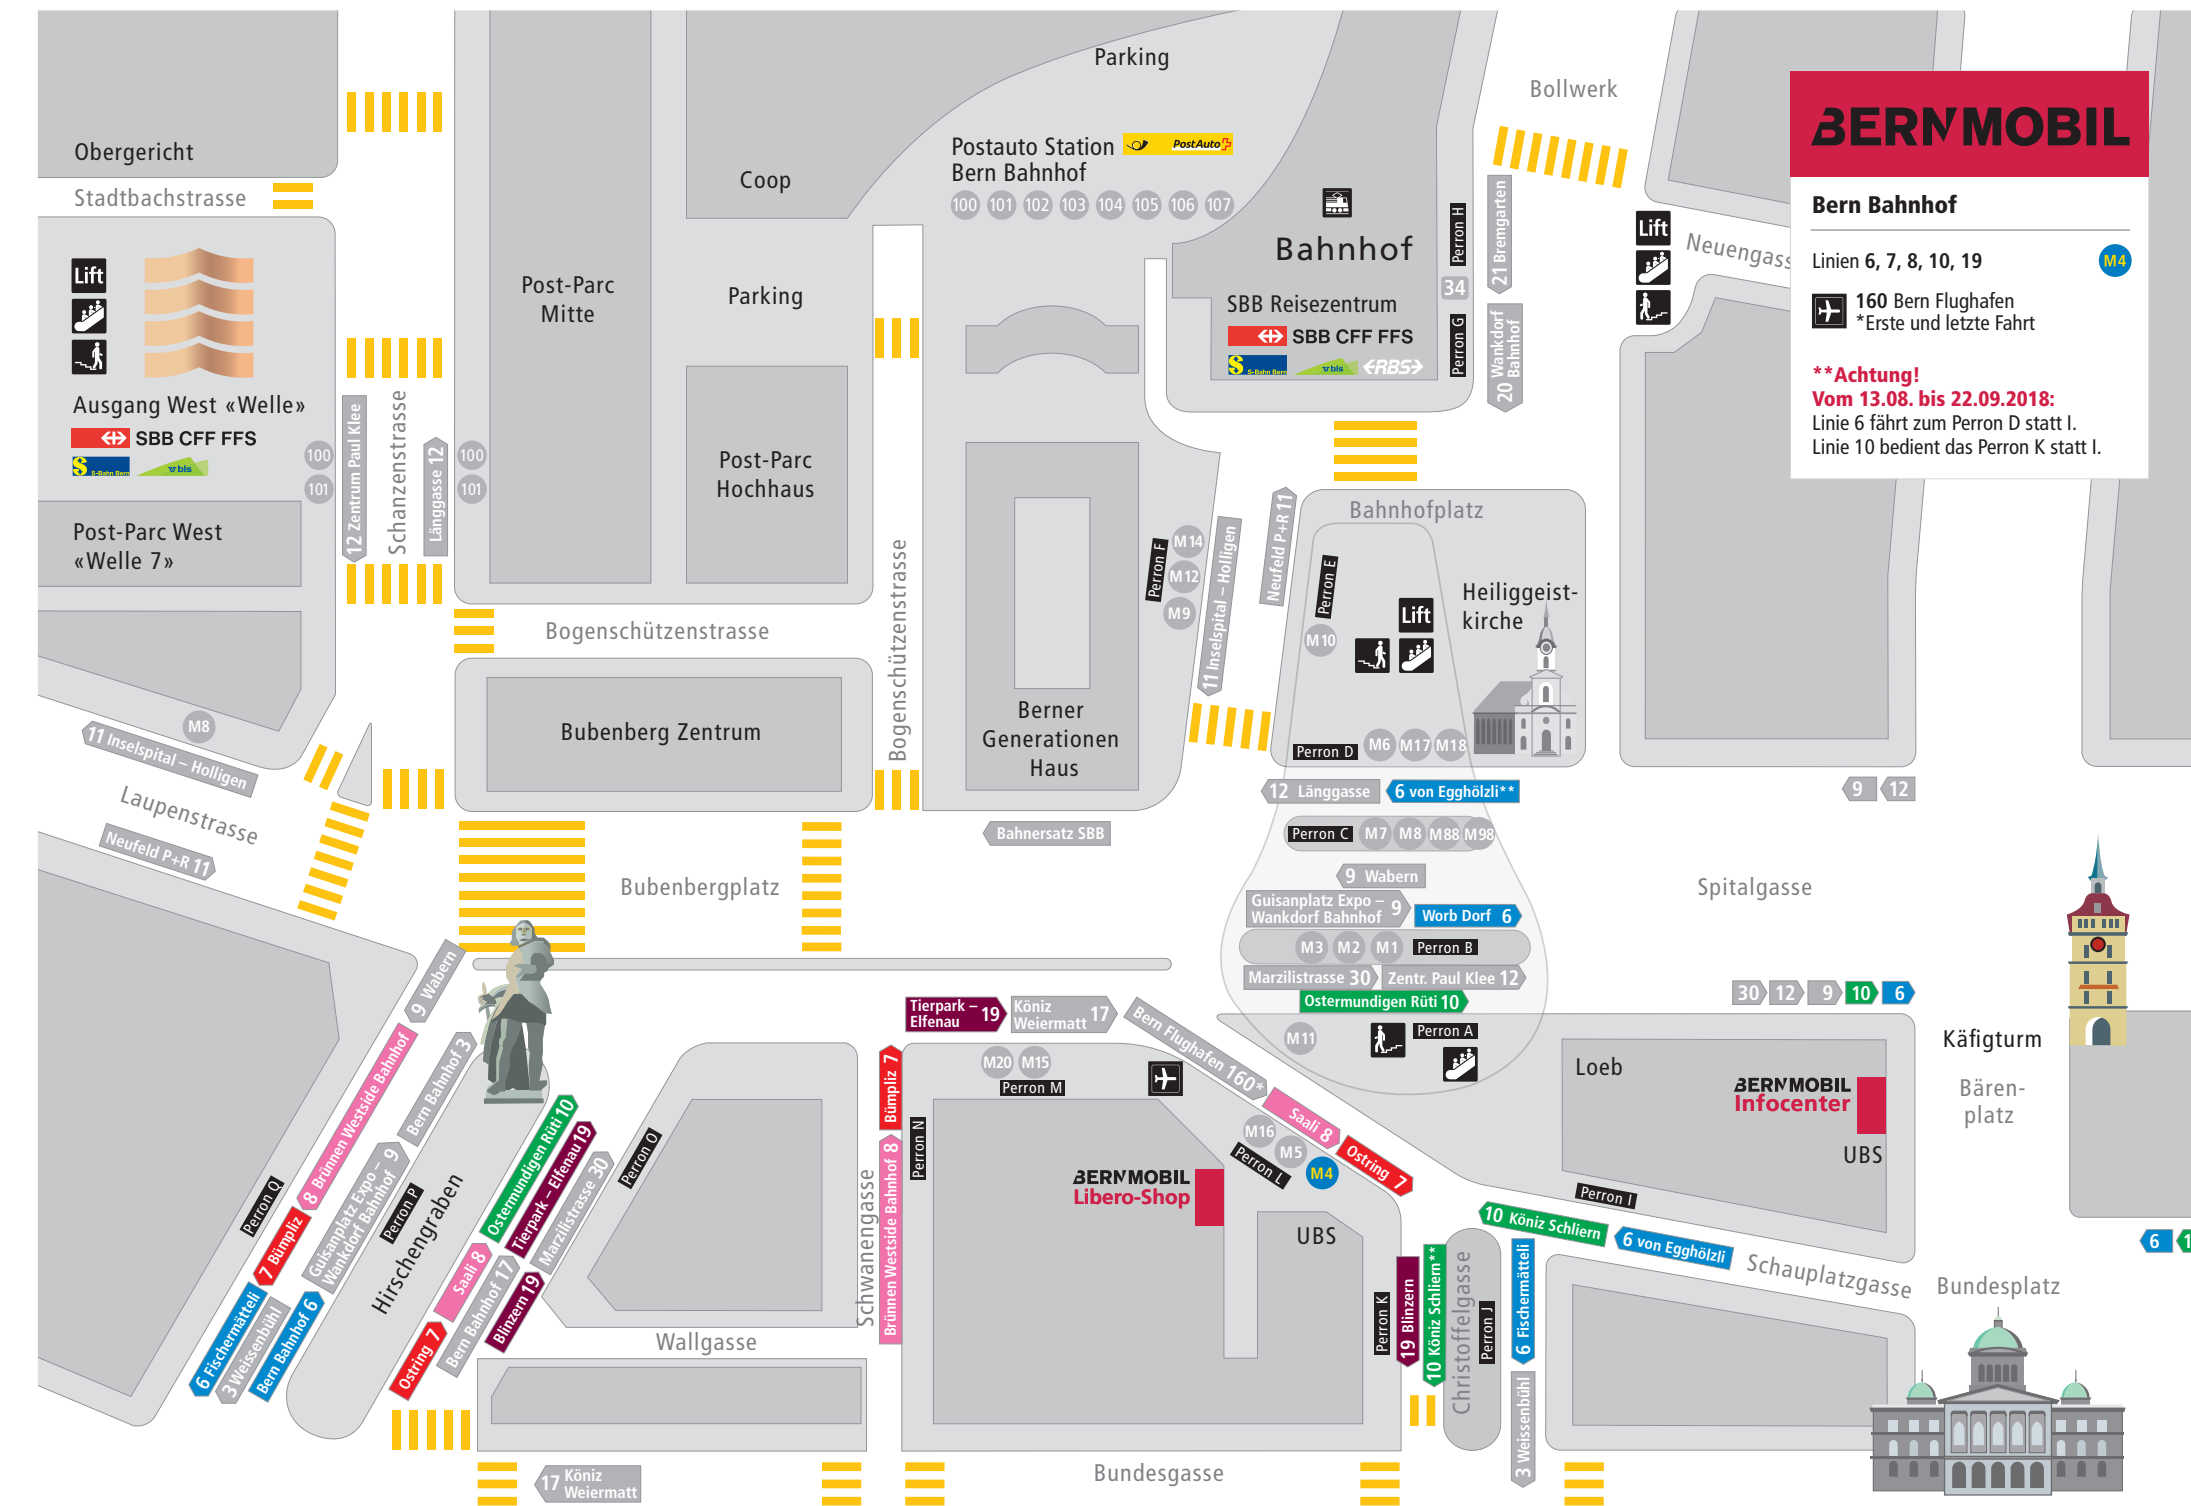 Parking
Bollwerk
BERNMOBIL
Bern Bahnhof
Linien 6, 7, 8, 10, 19
M4
160 Bern Flughafen
*Erste und letzte Fahrt
**Achtung!
Vom 13.08. bis 22.09.2018:
Linie 6 fährt zum Perron D statt I.
Linie 10 bedient das Perron K statt I.
Obergericht
Stadtbachstrasse
Coop
Postauto Station
PostAuto
Bern Bahnhof
100 101 102 103 104 105 106 107
Lift
Ausgang West «Welle»
SBB CFF FFS
S-Bahn Bern
bls
Post-Parc West
«Welle 7»
100
101
12 Zentrum Paul Klee
Schanzenstrasse
Länggasse 12
100
101
Post-Parc
Mitte
Parking
Post-Parc
Hochhaus
Bahnhof
SBB Reisezentrum
SBB CFF FFS
S-Bahn Bern
bls
RBS
Perron H
34
Perron G
21 Bremgarten
20 Wankdorf
Bahnhof
Lift
Neuengass
Bogenschützenstrasse
Bogenschützenstrasse
Bubenberg Zentrum
Berner
Generationen
Haus
Perron F
M14
M12
M9
11 Inselspital – Holligen
Neufeld P+R 11
Bahnhofplatz
Perron E
M10
Lift
Heiliggeist-
kirche
Perron D
M6 M17 M18
12 Länggasse
6 von Egghölzli**
Perron C
M7 M8 M88 M98
9 Wabern
Guisanplatz Expo –
Wankdorf Bahnhof 9
Worb Dorf 6
M3 M2 M1
Perron B
Marzilistrasse 30
Zentr. Paul Klee 12
Ostermundigen Rüti 10
M11
Perron A
9
12
Spitalgasse
30 12 9 10 6
Käfigturm
Bären-
platz
Loeb
BERNMOBIL
Infocenter
UBS
M8
11 Inselspital – Holligen
Laupenstrasse
Neufeld P+R 11
Bubenbergplatz
Bahnersatz SBB
9 Wabern
8 Brünnen Westside Bahnhof
Bern Bahnhof 3
Guisanplatz Expo –
Wankdorf Bahnhof 9
Perron Q
Perron P
7 Bümpliz
6 Fischermätteli
3 Weissenbühl
Bern Bahnhof 6
Hirschengraben
Ostermundigen Rüti 10
Tierpark – Elfenau 19
Marzilistrasse 30
Saali 8
Bern Bahnhof 17
Blinzern 19
Ostring 7
Perron O
Wallgasse
17 Köniz
Weiermatt
Schwanengasse
Bümpliz 7
Brünnen Westside Bahnhof 8
Perron N
Tierpark –
Elfenau 19
Köniz
Weiermatt 17
M20 M15
Perron M
Bern Flughafen 160*
Saali 8
Ostring 7
M16
M5
M4
Perron L
BERNMOBIL
Libero-Shop
UBS
Perron K
19 Blinzern
10 Köniz Schliern**
Christoffelgasse
Perron J
6 Fischermätteli
3 Weissenbühl
Perron I
10 Köniz Schliern
6 von Egghölzli
Schauplatzgasse
Bundesplatz
6
1
Bundesgasse